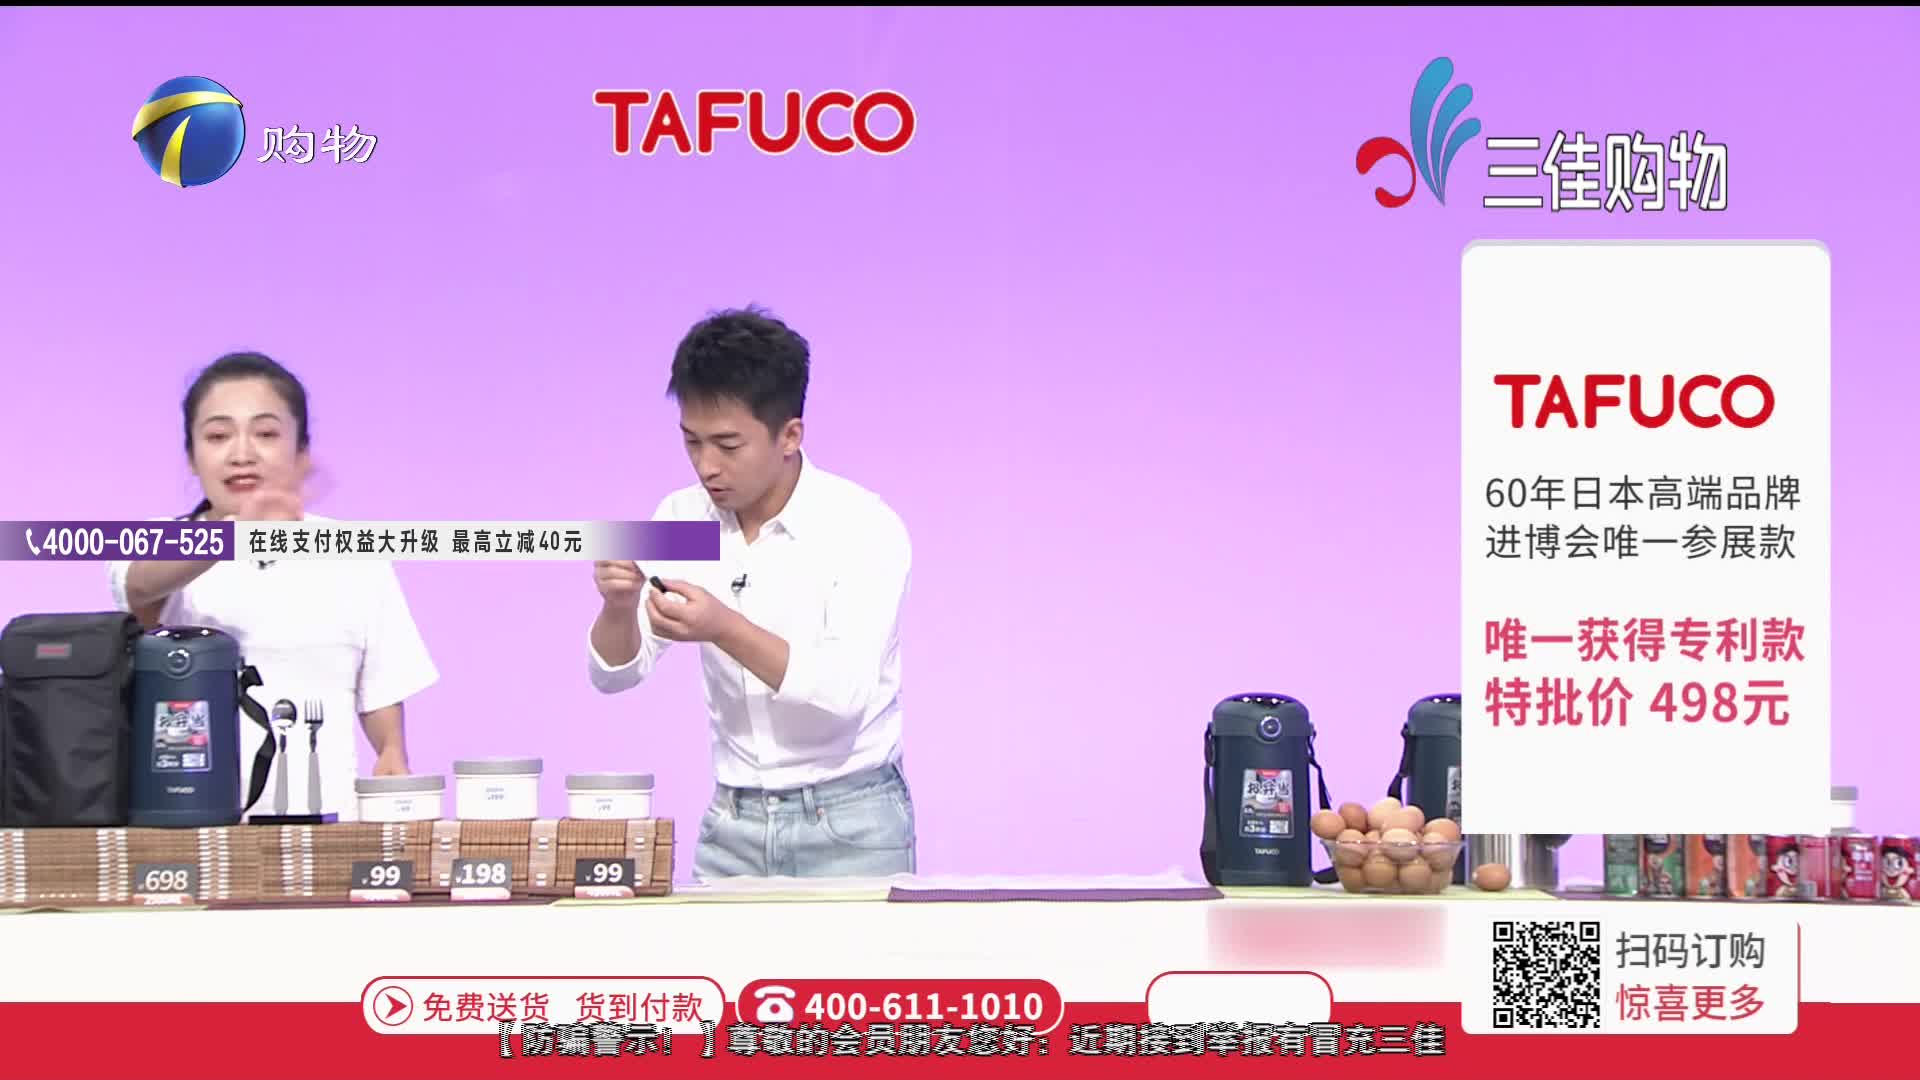 购物
TAFUCO
三佳购物
TAFUCO
60年日本高端品牌
进博会唯一参展款
唯一获得专利款
特批价 498元
4000-067-525
在线支付权益大升级 最高立减40元
TAFUCO
TAFUCO
¥698
¥99
¥198
¥99
扫码订购
惊喜更多
免费送货 货到付款
400-611-1010
【防骗警示！】尊敬的会员朋友您好：近期接到举报有冒充三佳